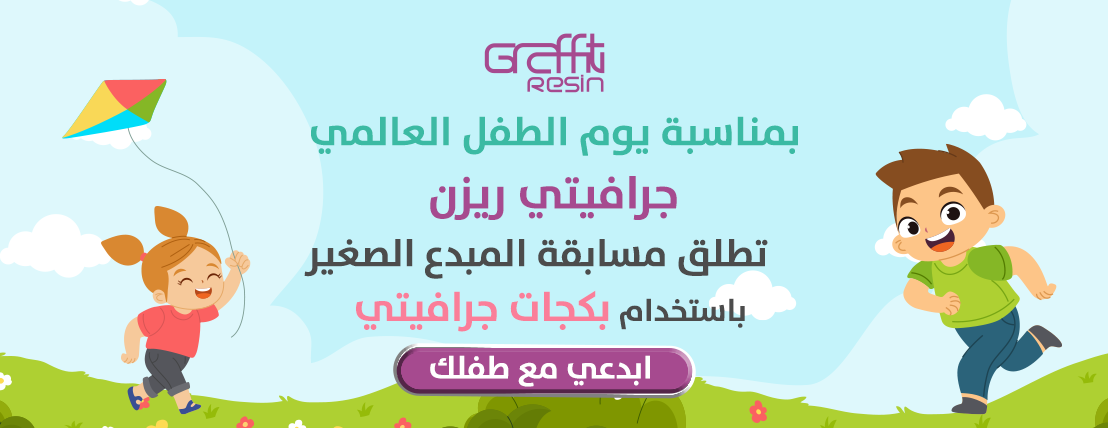 Graffiti
Resin
بمناسبة يوم الطفل العالمي
جرافيتي ريزن
تطلق مسابقة المبدع الصغير
باستخدام بكجات جرافيتي
ابدعي مع طفلك